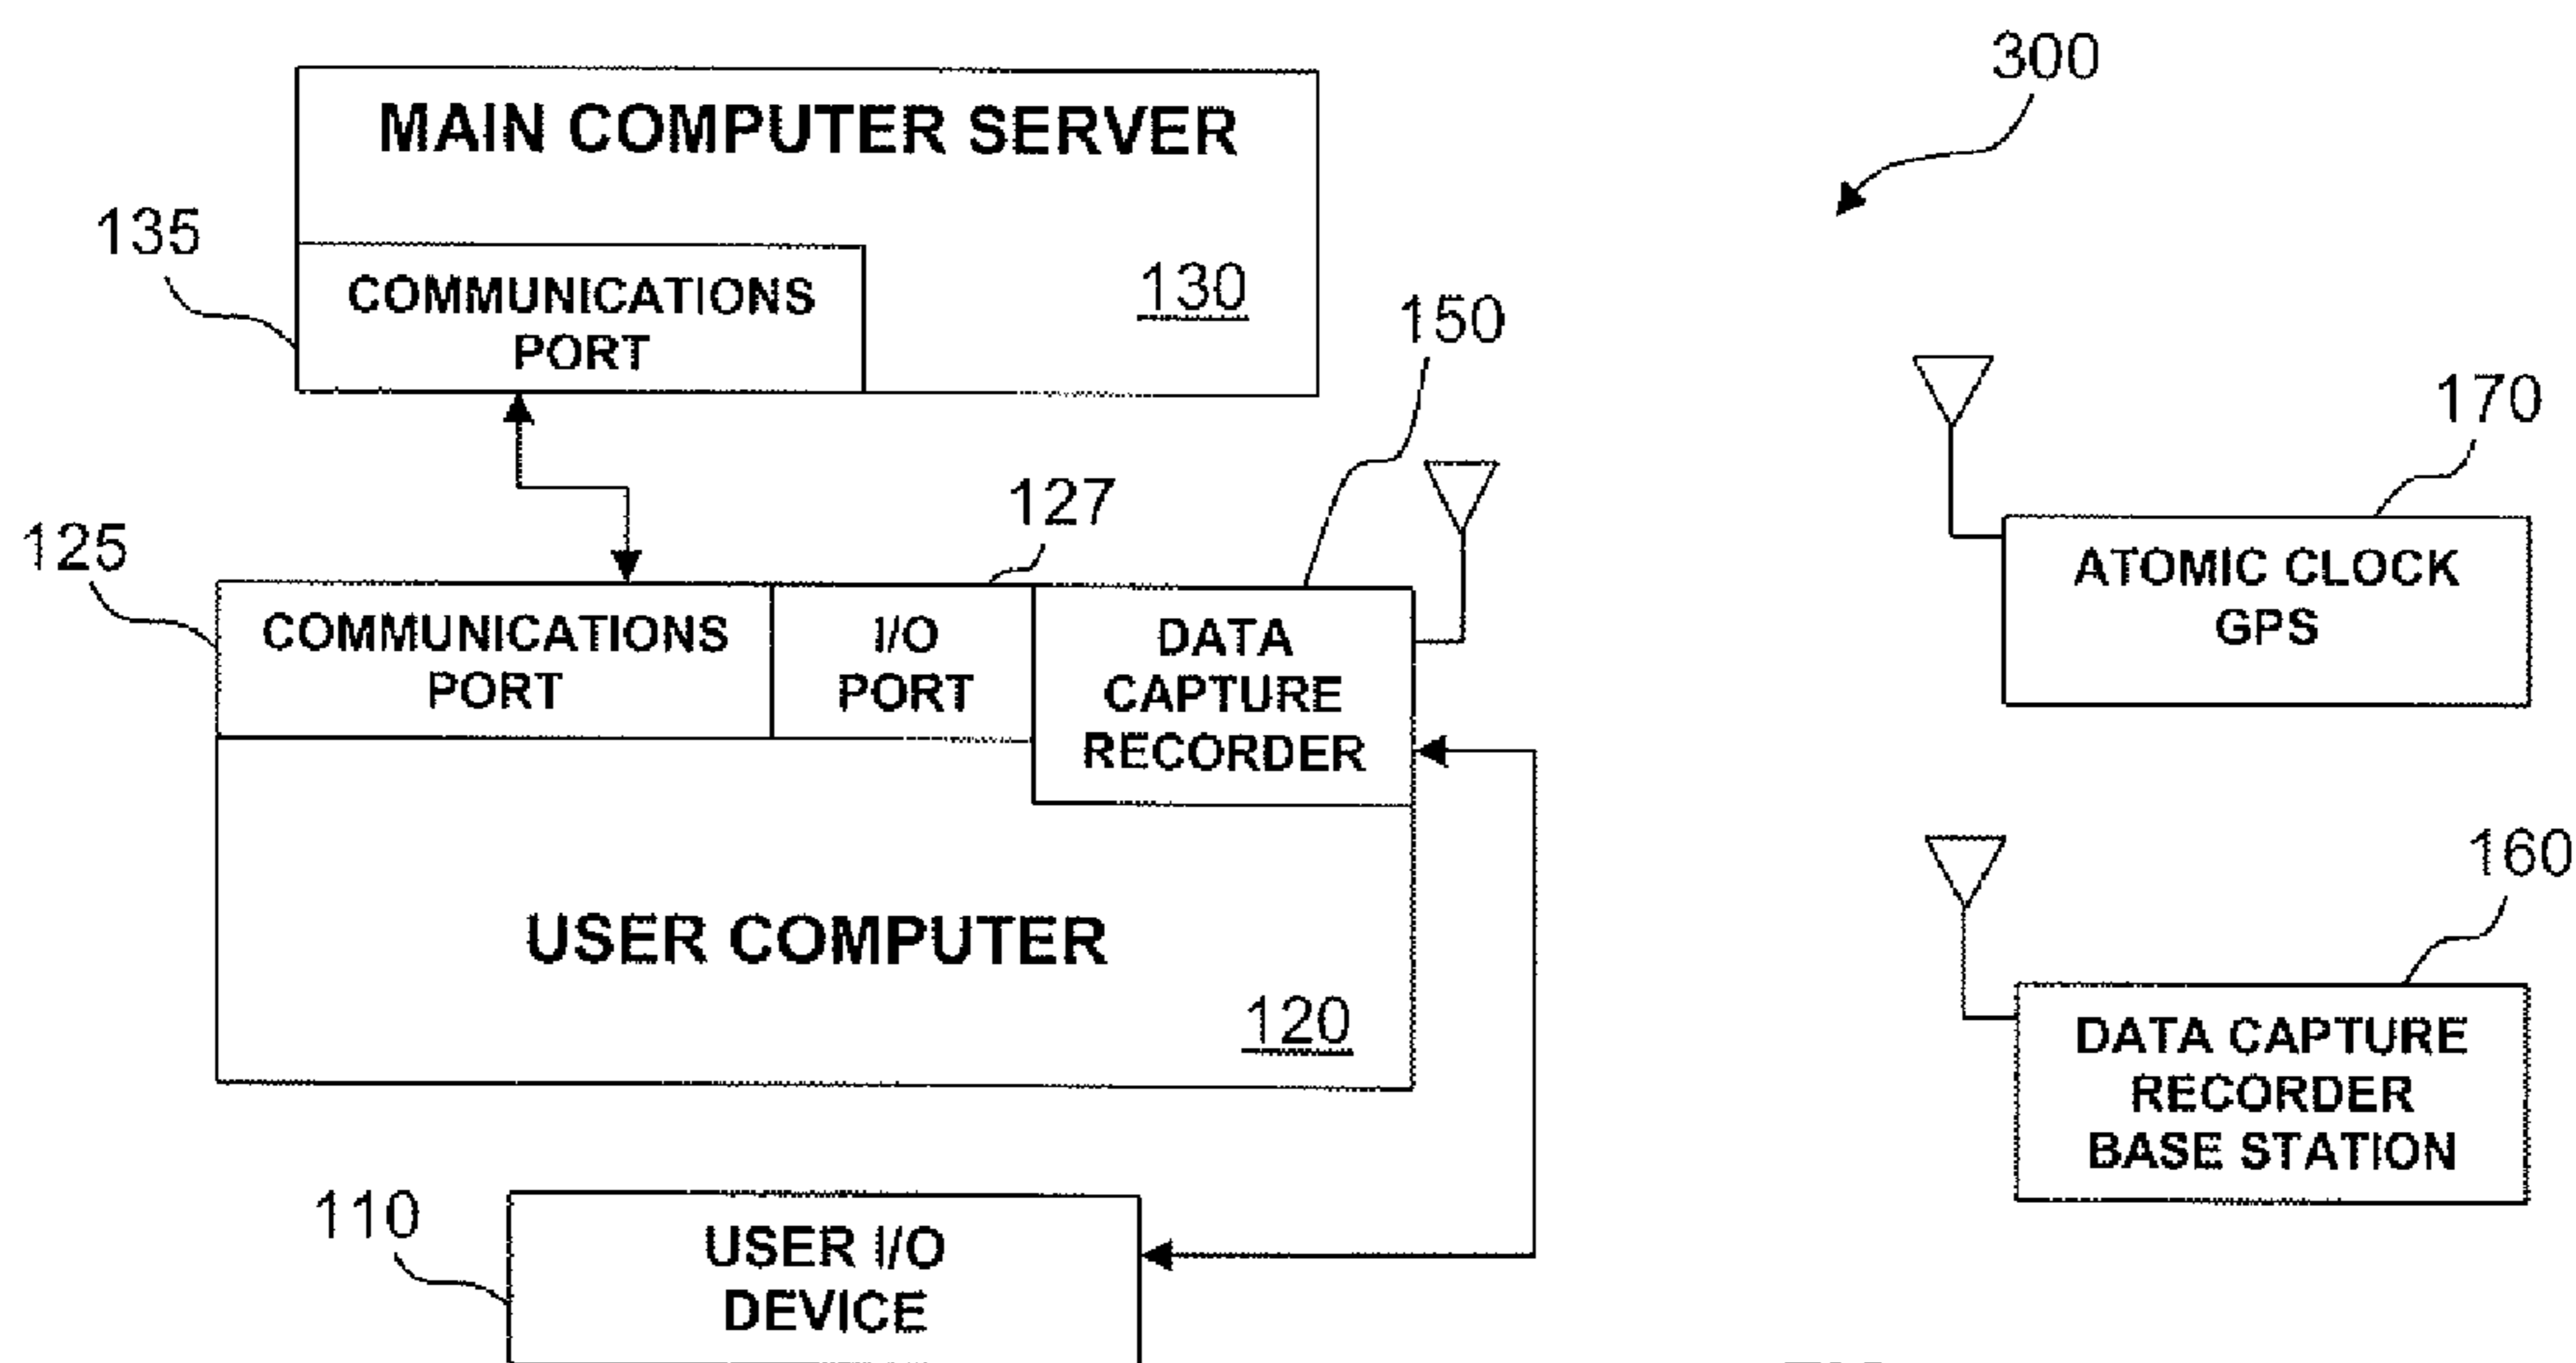 300
MAIN COMPUTER SERVER
135
COMMUNICATIONS
PORT
130
150
170
127
125
COMMUNICATIONS
PORT
I/O
PORT
DATA
CAPTURE
RECORDER
ATOMIC CLOCK
GPS
160
USER COMPUTER
120
DATA CAPTURE
RECORDER
BASE STATION
110
USER I/O
DEVICE